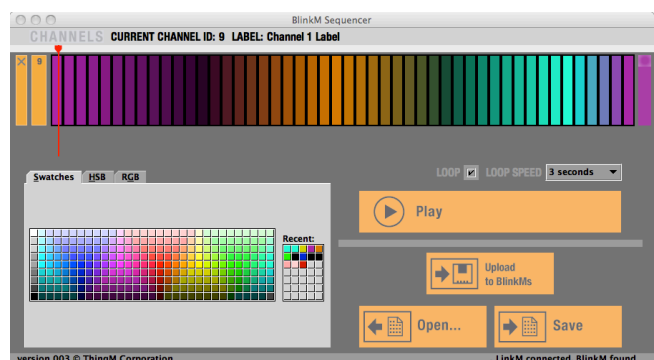 BlinkM Sequencer
CHANNELS CURRENT CHANNEL ID: 9 LABEL: Channel 1 Label
9
LOOP LOOP SPEED 3 seconds
Swatches HSB RGB
Play
Recent:
Upload
to BlinkMs
Open... Save
version 003 © ThingM Corporation LinkM connected. BlinkM found